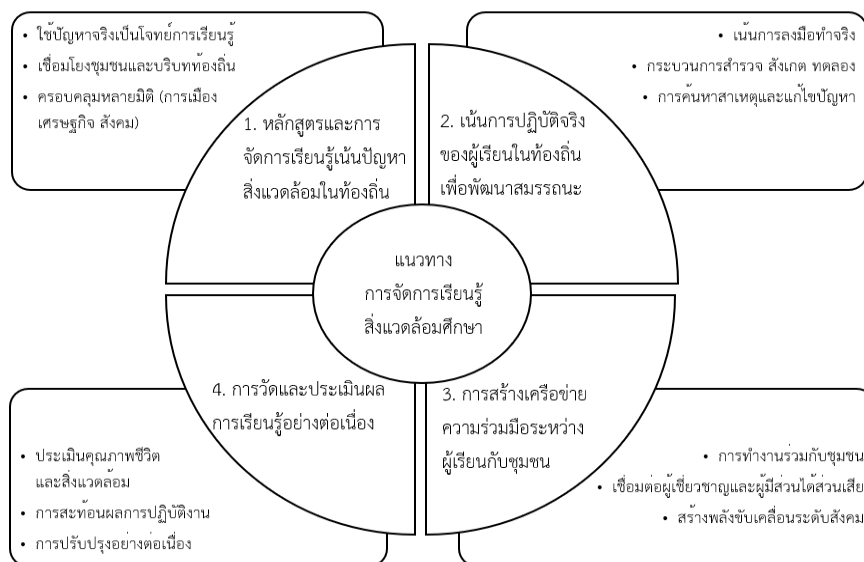 • ใช้ปัญหาจริงเป็นโจทย์การเรียนรู้
• เชื่อมโยงชุมชนและบริบทท้องถิ่น
• ครอบคลุมหลายมิติ (การเมือง
เศรษฐกิจ สังคม)
• เน้นการลงมือทำจริง
• กระบวนการสำรวจ สังเกต ทดลอง
• การค้นหาสาเหตุและแก้ไขปัญหา
1. หลักสูตรและการ
จัดการเรียนรู้เน้นปัญหา
สิ่งแวดล้อมในท้องถิ่น
2. เน้นการปฏิบัติจริง
ของผู้เรียนในท้องถิ่น
เพื่อพัฒนาสมรรถนะ
แนวทาง
การจัดการเรียนรู้
สิ่งแวดล้อมศึกษา
4. การวัดและประเมินผล
การเรียนรู้อย่างต่อเนื่อง
3. การสร้างเครือข่าย
ความร่วมมือระหว่าง
ผู้เรียนกับชุมชน
• ประเมินคุณภาพชีวิต
และสิ่งแวดล้อม
• การสะท้อนผลการปฏิบัติงาน
• การปรับปรุงอย่างต่อเนื่อง
• การทำงานร่วมกับชุมชน
• เชื่อมต่อผู้เชี่ยวชาญและผู้มีส่วนได้ส่วนเสีย
• สร้างพลังขับเคลื่อนระดับสังคม